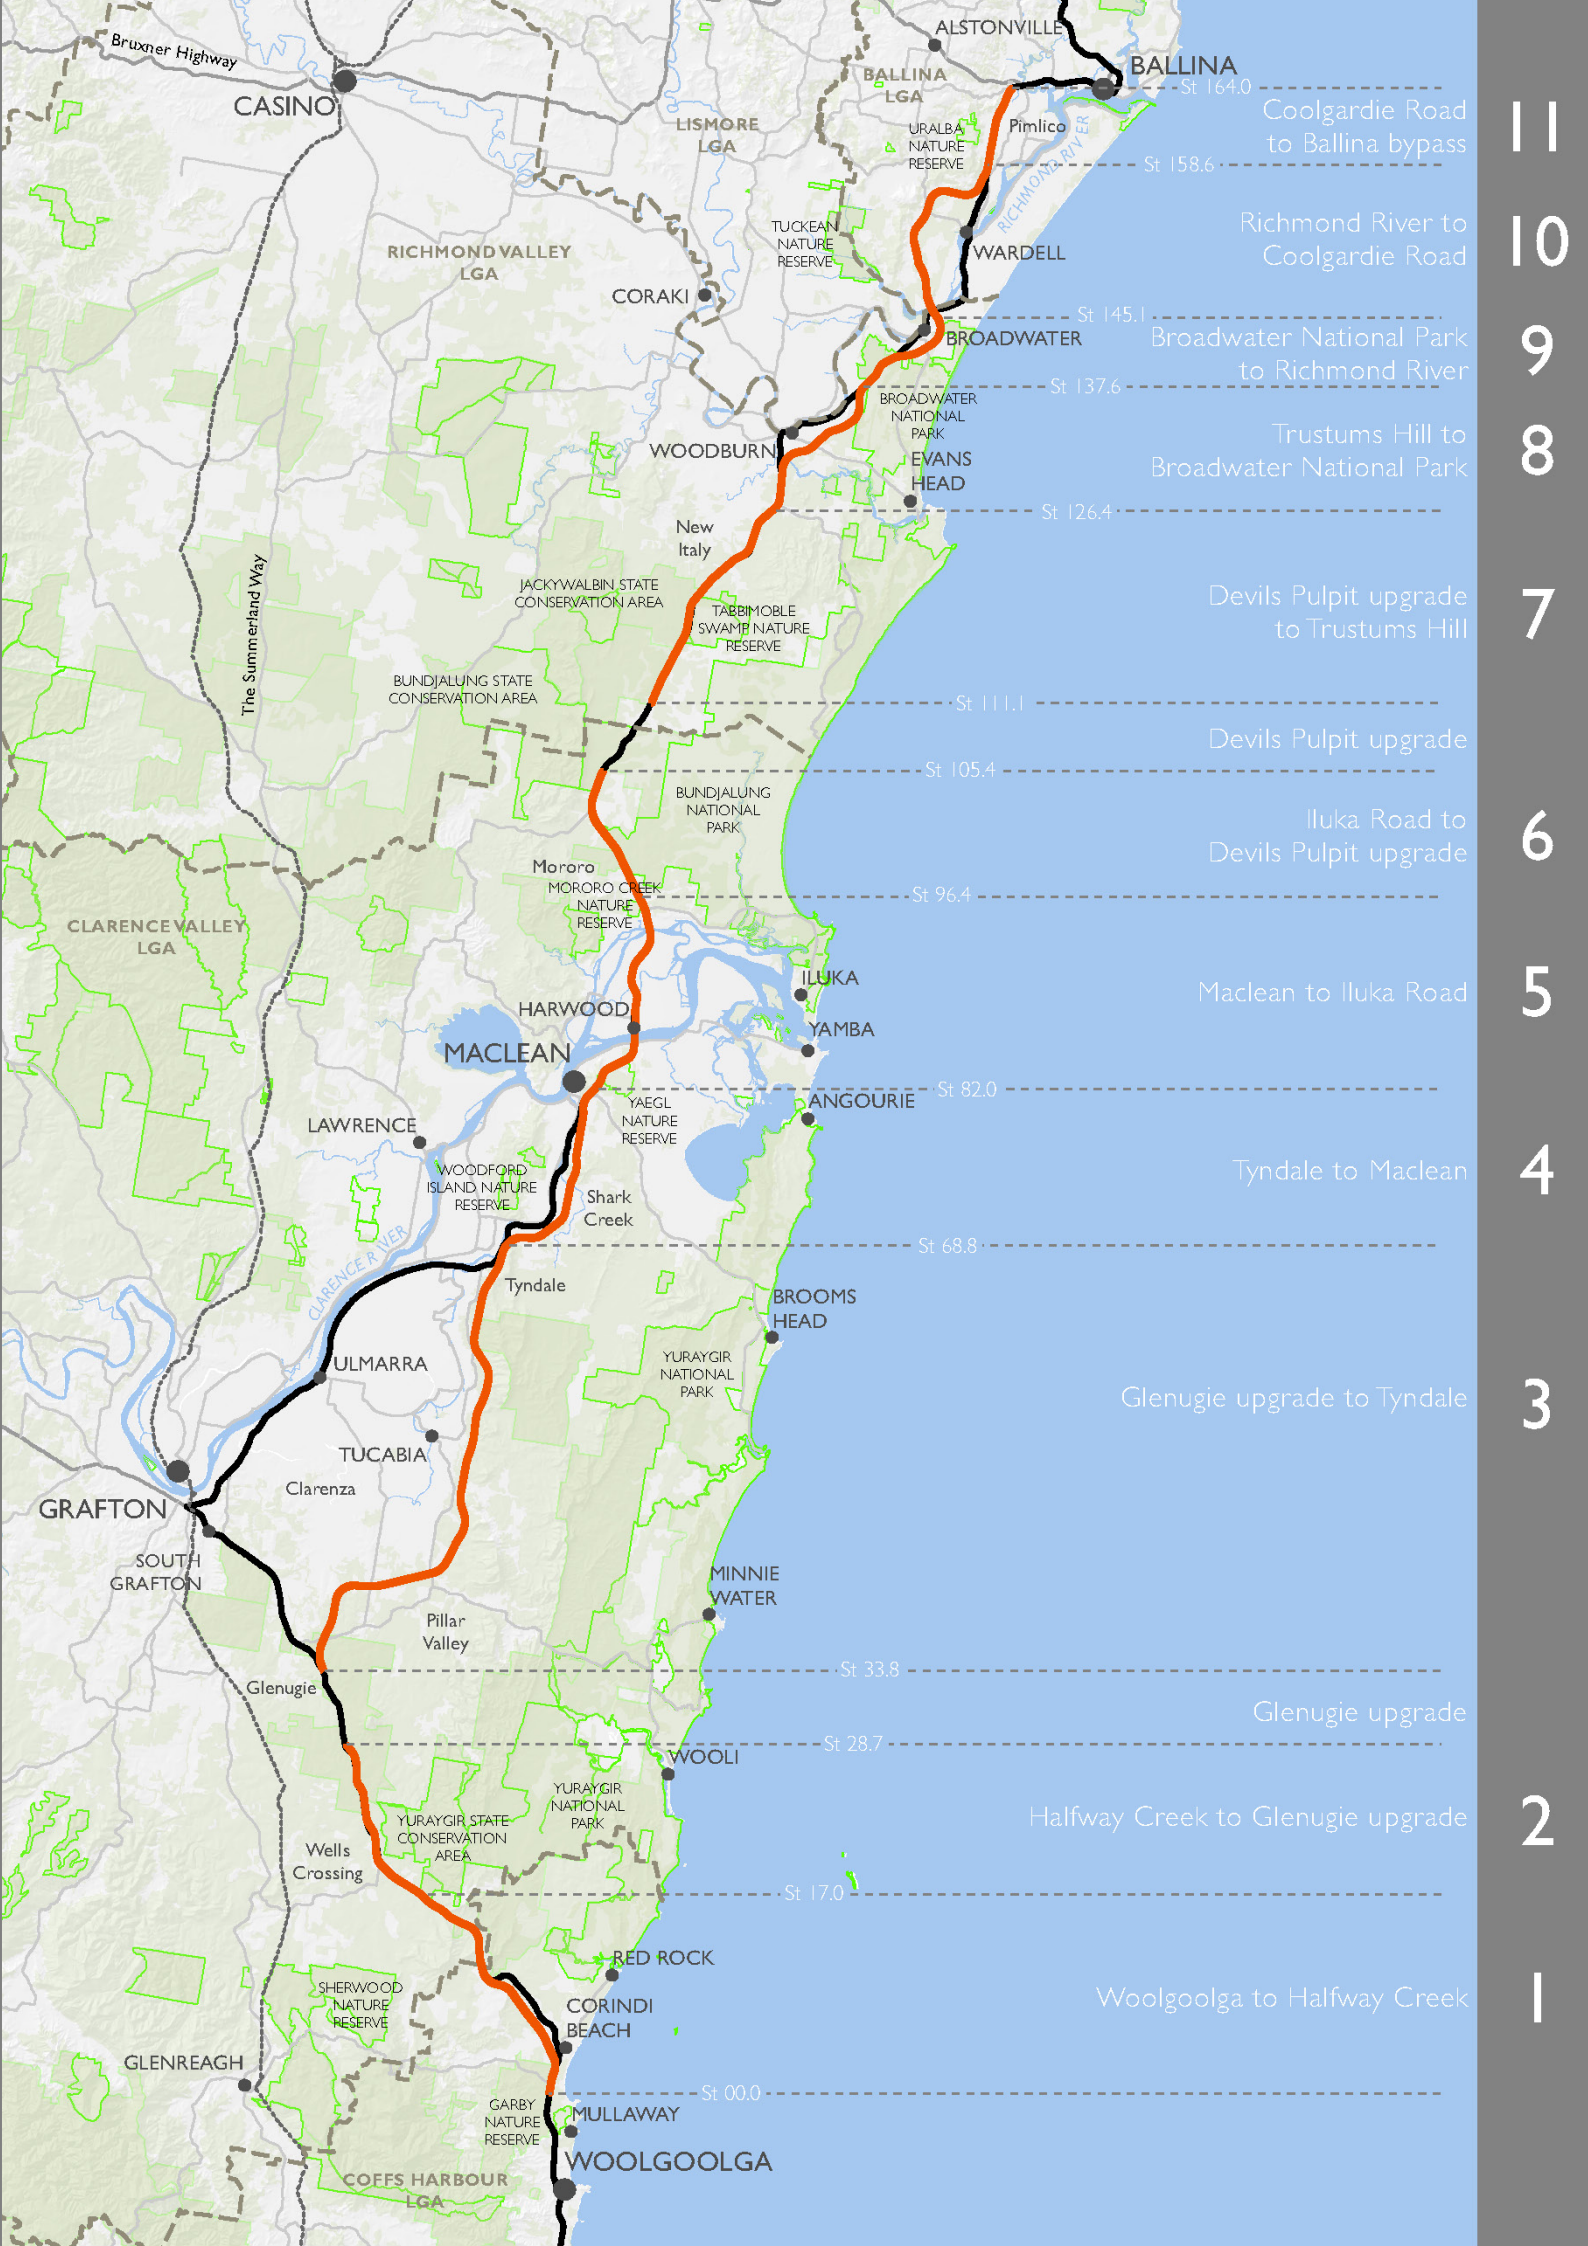 ALSTONVILLE
Bruxner Highway
BALLINA
BALLINA
LGA
St 164.0
CASINO
Coolgardie Road
to Ballina bypass
11
LISMORE
LGA
URALBA
NATURE
RESERVE
Pimlico
RICHMOND RIVER
St 158.6
TUCKEAN
NATURE
RESERVE
Richmond River to
Coolgardie Road
10
RICHMOND VALLEY
LGA
WARDELL
CORAKI
St 145.1
BROADWATER
Broadwater National Park
to Richmond River
9
St 137.6
BROADWATER
NATIONAL
PARK
WOODBURN
Trustums Hill to
Broadwater National Park
8
EVANS
HEAD
St 126.4
New
Italy
The Summerland Way
JACKYWALBIN STATE
CONSERVATION AREA
TABBIMOBLE
SWAMP NATURE
RESERVE
Devils Pulpit upgrade
to Trustums Hill
7
BUNDJALUNG STATE
CONSERVATION AREA
St 111.1
Devils Pulpit upgrade
St 105.4
BUNDJALUNG
NATIONAL
PARK
Iluka Road to
Devils Pulpit upgrade
6
Mororo
MORORO CREEK
NATURE
RESERVE
St 96.4
CLARENCE VALLEY
LGA
ILUKA
Maclean to Iluka Road
5
HARWOOD
YAMBA
MACLEAN
St 82.0
ANGOURIE
YAEGL
NATURE
RESERVE
LAWRENCE
WOODFORD
ISLAND NATURE
RESERVE
Tyndale to Maclean
4
Shark
Creek
CLARENCE RIVER
St 68.8
Tyndale
BROOMS
HEAD
ULMARRA
YURAYGIR
NATIONAL
PARK
Glenugie upgrade to Tyndale
3
TUCABIA
Clarenza
GRAFTON
SOUTH
GRAFTON
MINNIE
WATER
Pillar
Valley
St 33.8
Glenugie
Glenugie upgrade
St 28.7
WOOLI
YURAYGIR
NATIONAL
PARK
YURAYGIR STATE
CONSERVATION
AREA
Halfway Creek to Glenugie upgrade
2
Wells
Crossing
St 17.0
RED ROCK
SHERWOOD
NATURE
RESERVE
CORINDI
BEACH
Woolgoolga to Halfway Creek
1
GLENREAGH
St 00.0
GARBY
NATURE
RESERVE
MULLAWAY
WOOLGOOLGA
COFFS HARBOUR
LGA